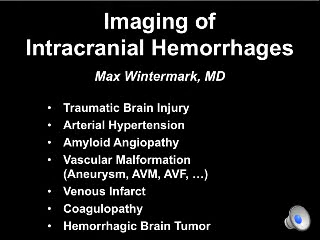 Imaging of
Intracranial Hemorrhages
Max Wintermark, MD
• Traumatic Brain Injury
• Arterial Hypertension
• Amyloid Angiopathy
• Vascular Malformation
(Aneurysm, AVM, AVF, …)
• Venous Infarct
• Coagulopathy
• Hemorrhagic Brain Tumor